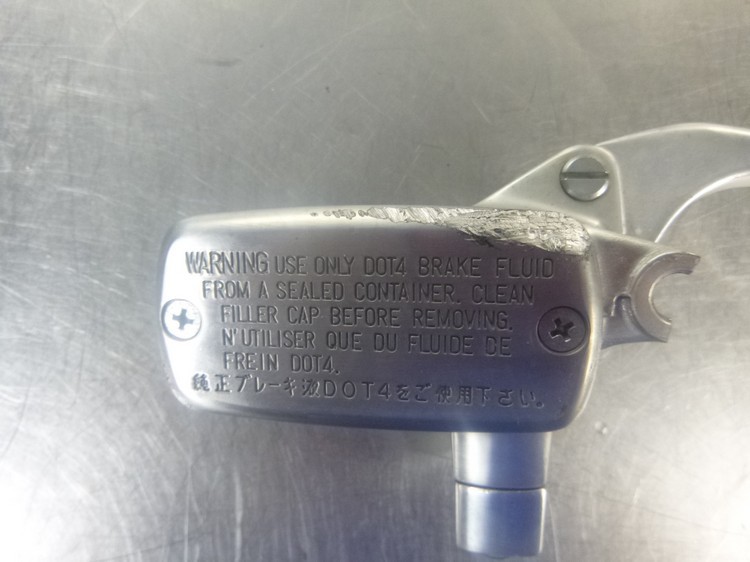 WARNING USE ONLY DOT4 BRAKE FLUID
FROM A SEALED CONTAINER. CLEAN
FILLER CAP BEFORE REMOVING.
N'UTILISER QUE DU FLUIDE DE
FREIN DOT4.
純正ブレーキ液DOT4をご使用下さい。